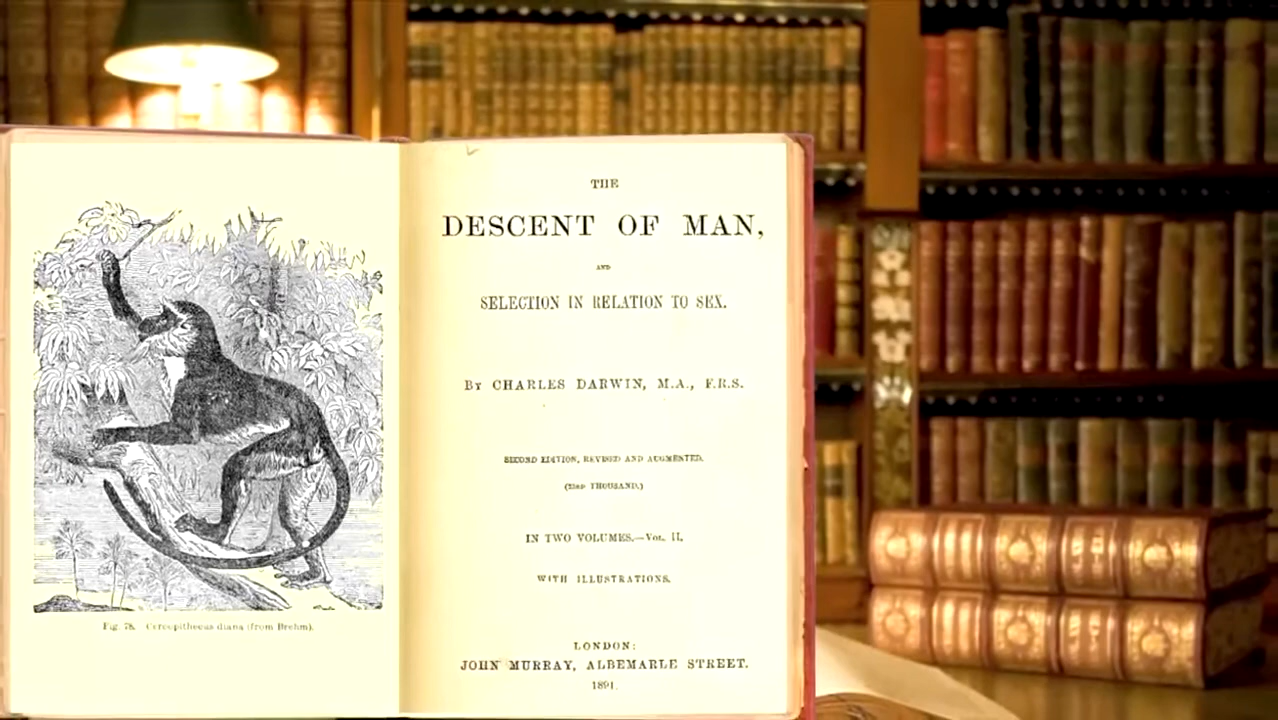 Fig. 78. Cercopithecus diana (from Brehm).
THE
DESCENT OF MAN,
AND
SELECTION IN RELATION TO SEX.
BY CHARLES DARWIN, M.A., F.R.S.
SECOND EDITION, REVISED AND AUGMENTED.
THOUSAND.)
IN TWO VOLUMES.—VOL. II.
WITH ILLUSTRATIONS.
LONDON:
JOHN MURRAY, ALBEMARLE STREET.
1891.